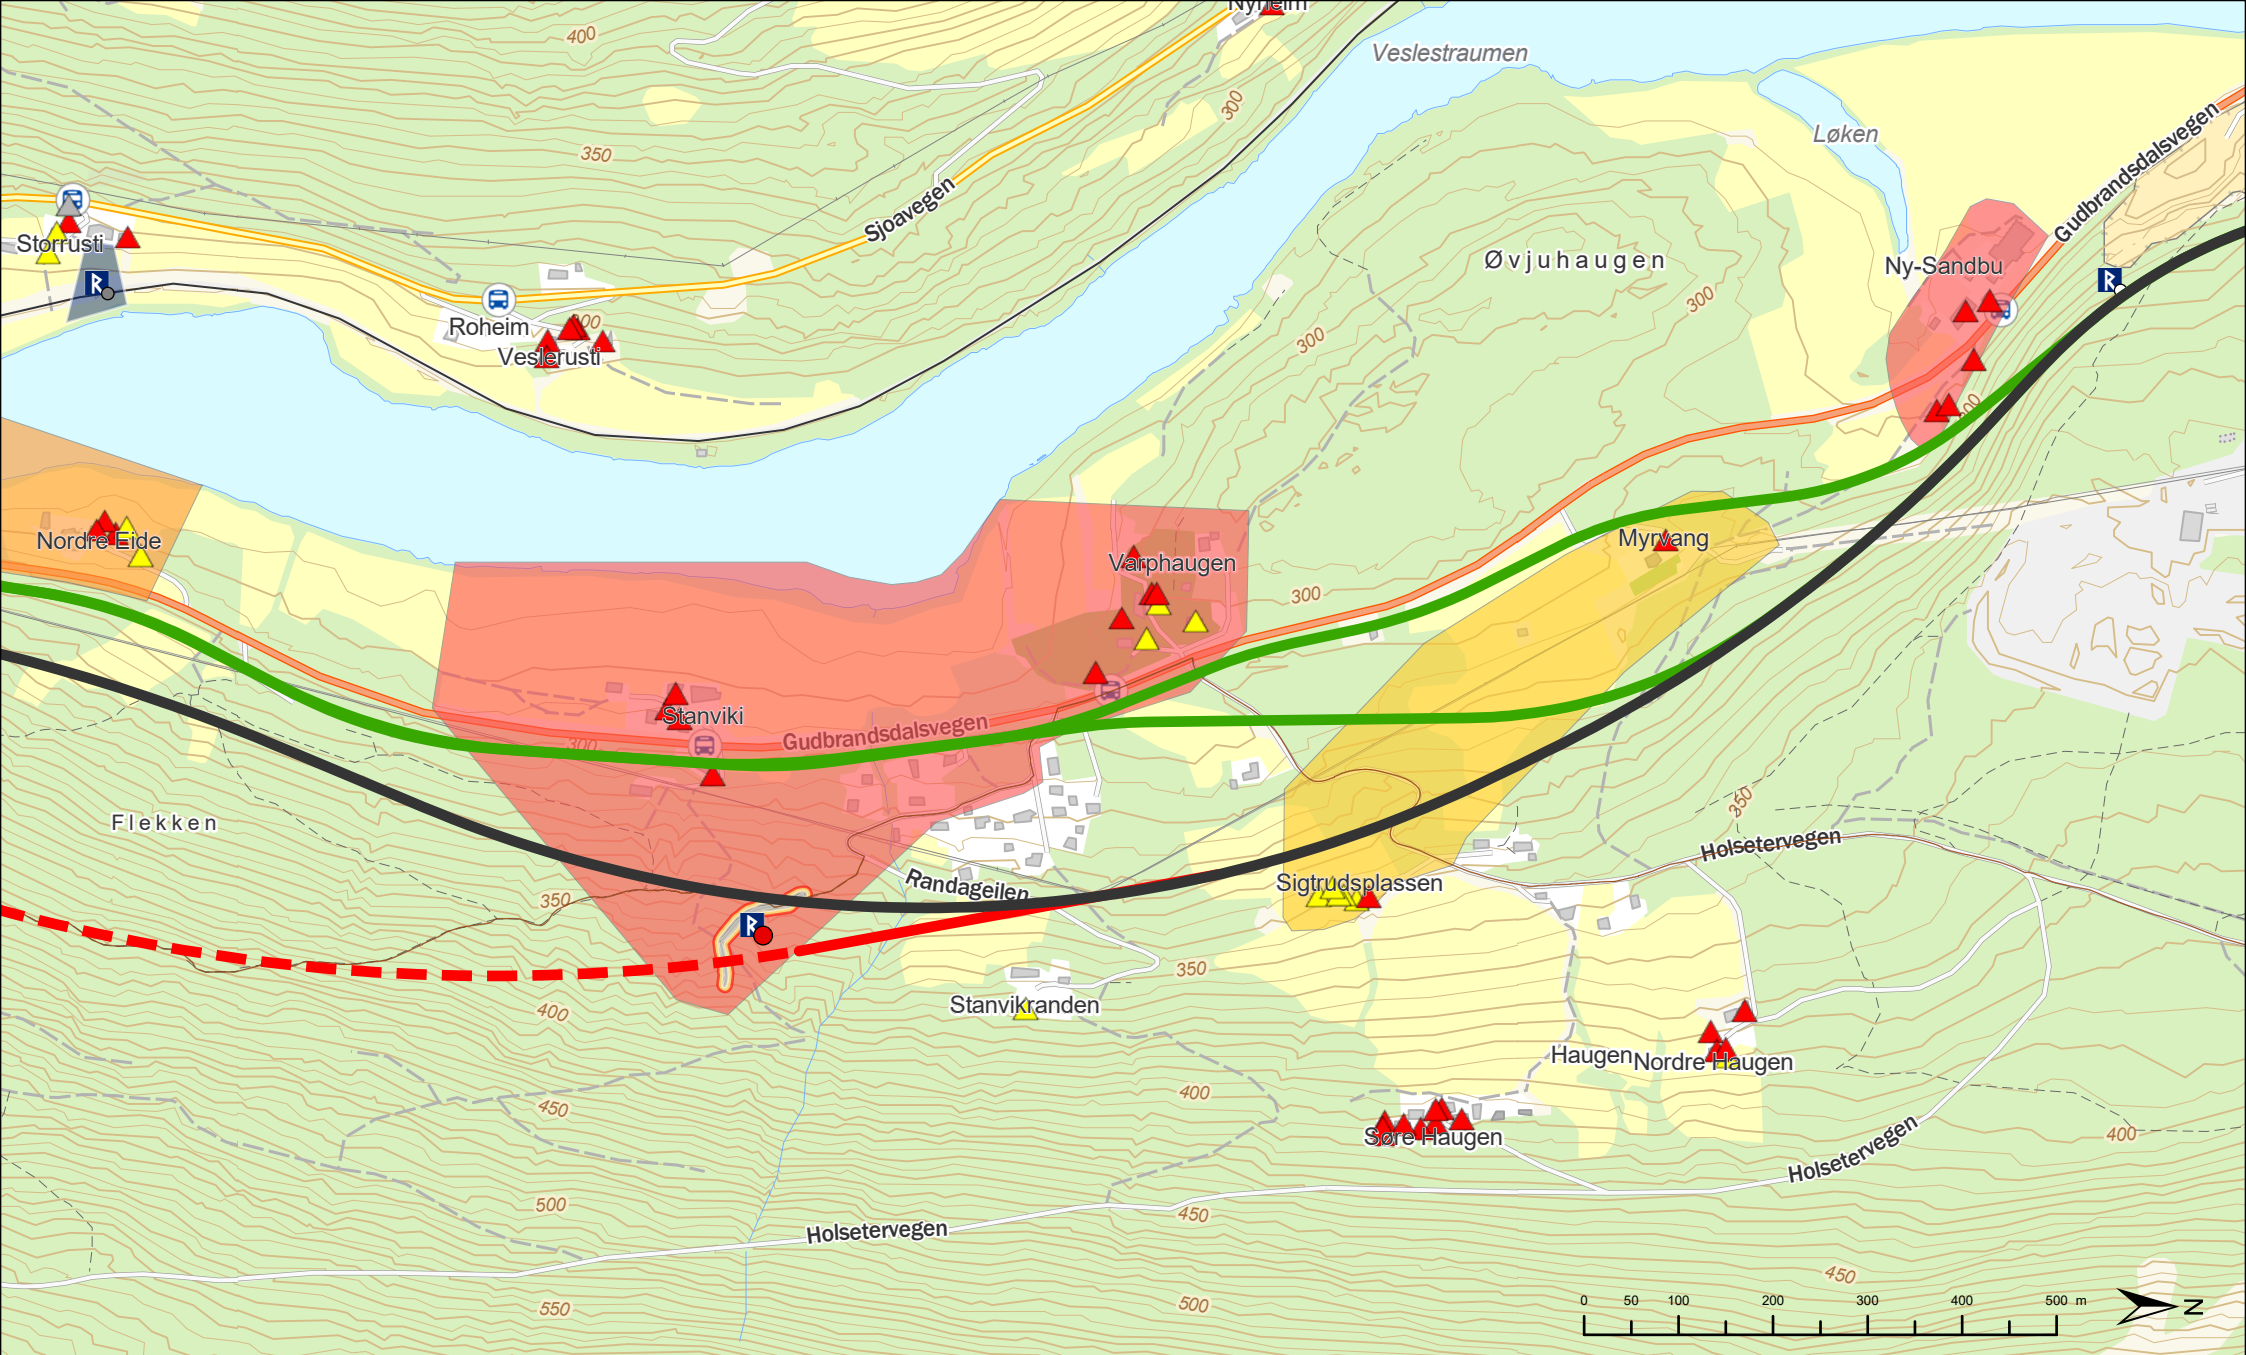 Nyheim
400
Veslestraumen
300
Løken
350
Gudbrandsdalsvegen
Sjoavegen
Storrusti
Øvjuhaugen
Ny-Sandbu
300
Roheim
300
Veslerusti
300
Nordre Eide
Myrvang
Varphaugen
300
Stanviki
Gudbrandsdalsvegen
300
Flekken
350
Holsetervegen
Randageilen
Sigtrudsplassen
350
350
Stanvikranden
400
Haugen
Nordre Haugen
400
450
Søre Haugen
400
Holsetervegen
500
450
Holsetervegen
450
500
550
0 50 100 200 300 400 500 m
N